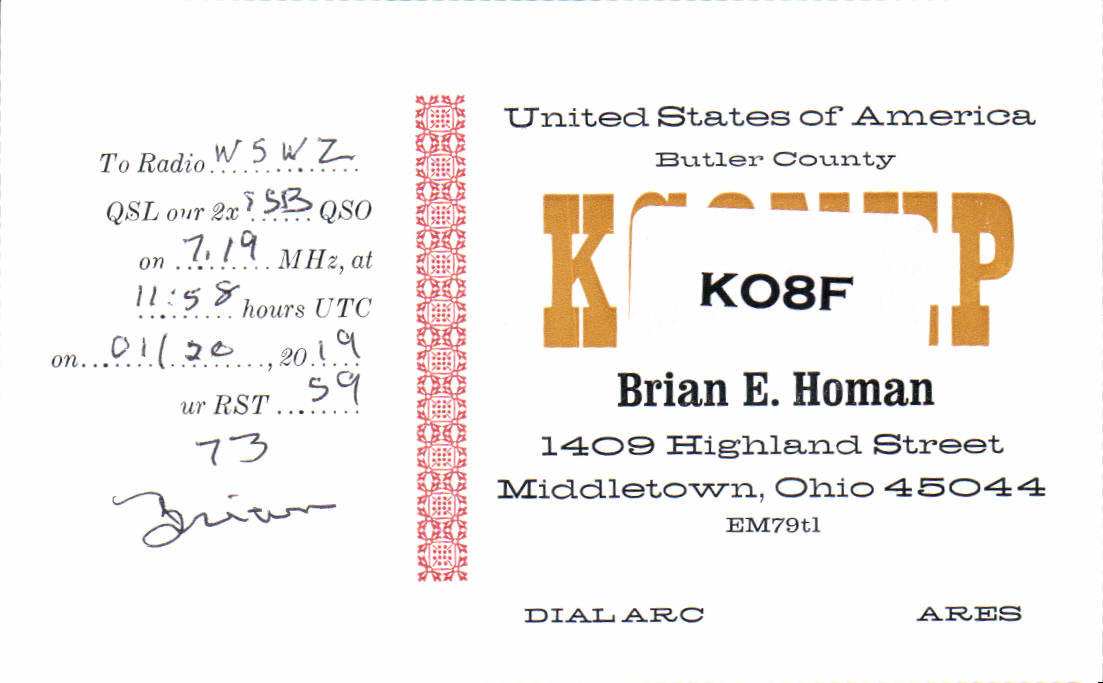 To Radio W5WZ
QSL our 2x SSB QSO
on 7.19 MHz, at
11:58 hours UTC
on 01/20, 2019
ur RST 59
73
Brian
United States of America
Butler County
KO8F
Brian E. Homan
1409 Highland Street
Middletown, Ohio 45044
EM79tl
DIAL ARC
ARES